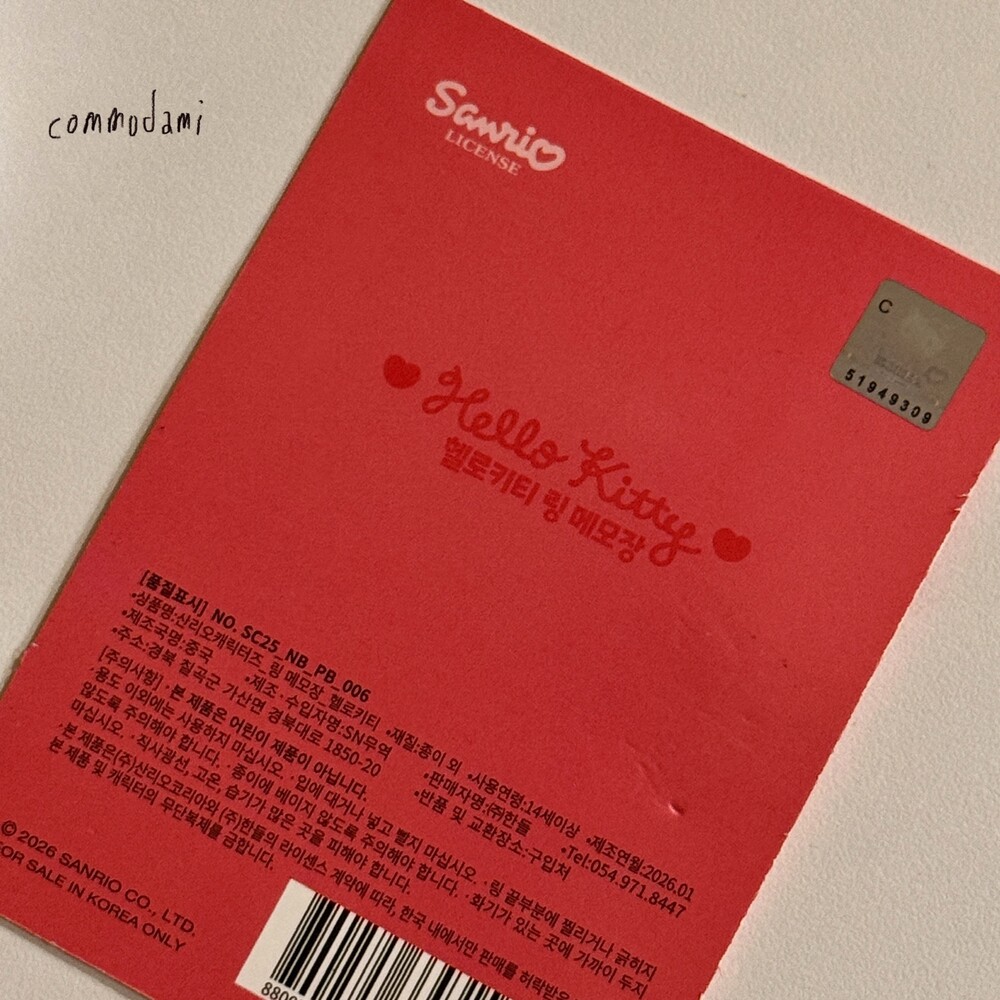 commodami
Sanrio
LICENSE
C
51949309
Hello Kitty
헬로키티 링 메모장
[품질표시] NO. SC25_NB_PB_006
•상품명:산리오캐릭터즈_링 메모장 헬로키티 •재질:종이 외 •사용연령:14세이상 •제조연월:2026.01
•제조국명:중국 •제조·수입자명:SN무역 •판매자명:㈜한들 •Tel:054.971.8447
•주소:경북 칠곡군 가산면 경북대로 1850-20 •반품 및 교환장소:구입처
[주의사항] ·본 제품은 어린이 제품이 아닙니다. ·입에 대거나 넣고 빨지 마십시오. ·링 끝부분에 찔리거나 긁히지
않도록 주의해야 합니다. ·종이에 베이지 않도록 주의해야 합니다. ·화기가 있는 곳에 가까이 두지
마십시오. ·직사광선, 고온, 습기가 많은 곳을 피해야 합니다.
·용도 이외에는 사용하지 마십시오.
·본 제품은(주)산리오코리아와 (주)한들의 라이센스 계약에 따라, 한국 내에서만 판매를 허락받은
본 제품 및 캐릭터의 무단복제를 금합니다.
© 2026 SANRIO CO., LTD.
FOR SALE IN KOREA ONLY